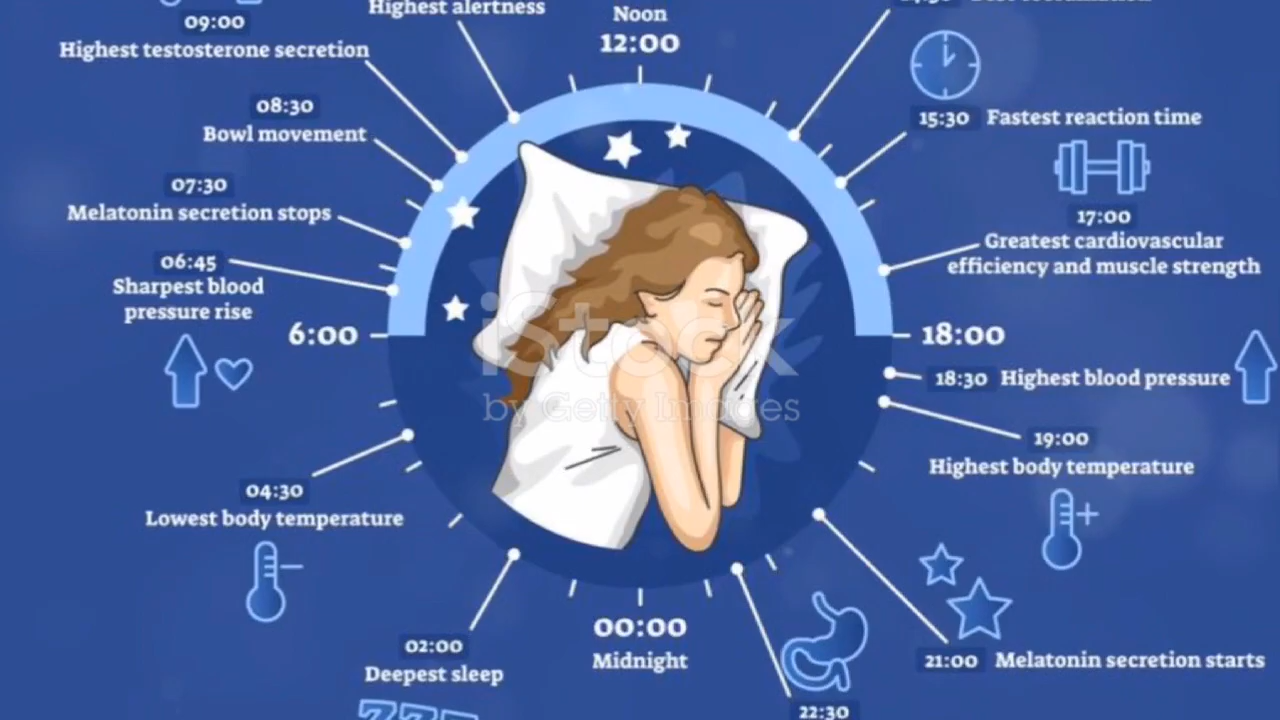 Highest alertness
09:00
Highest testosterone secretion
Noon
12:00
08:30
Bowl movement
15:30 Fastest reaction time
07:30
Melatonin secretion stops
17:00
Greatest cardiovascular
efficiency and muscle strength
06:45
Sharpest blood
pressure rise
6:00
18:00
18:30 Highest blood pressure
iStock
by Getty Images
19:00
Highest body temperature
04:30
Lowest body temperature
00:00
Midnight
02:00
Deepest sleep
21:00 Melatonin secretion starts
ZZZ
22:30